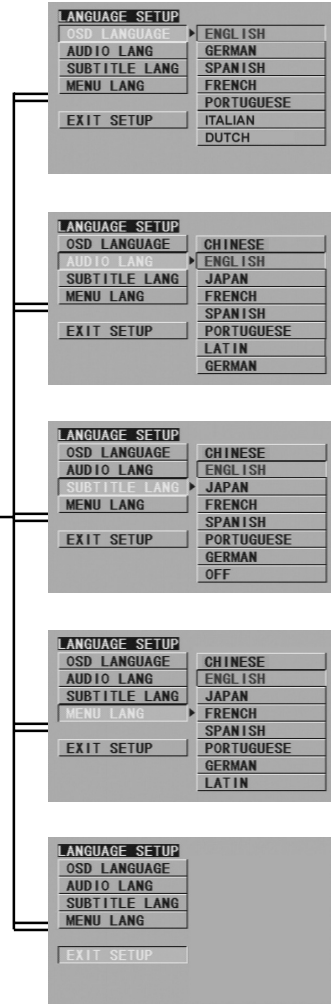 LANGUAGE SETUP
OSD LANGUAGE ENGLISH
AUDIO LANG GERMAN
SUBTITLE LANG SPANISH
MENU LANG FRENCH
PORTUGUESE
EXIT SETUP ITALIAN
DUTCH
LANGUAGE SETUP
OSD LANGUAGE CHINESE
AUDIO LANG ENGLISH
SUBTITLE LANG JAPAN
MENU LANG FRENCH
SPANISH
EXIT SETUP PORTUGUESE
LATIN
GERMAN
LANGUAGE SETUP
OSD LANGUAGE CHINESE
AUDIO LANG ENGLISH
SUBTITLE LANG JAPAN
MENU LANG FRENCH
SPANISH
EXIT SETUP PORTUGUESE
GERMAN
OFF
LANGUAGE SETUP
OSD LANGUAGE CHINESE
AUDIO LANG ENGLISH
SUBTITLE LANG JAPAN
MENU LANG FRENCH
SPANISH
EXIT SETUP PORTUGUESE
GERMAN
LATIN
LANGUAGE SETUP
OSD LANGUAGE
AUDIO LANG
SUBTITLE LANG
MENU LANG
EXIT SETUP